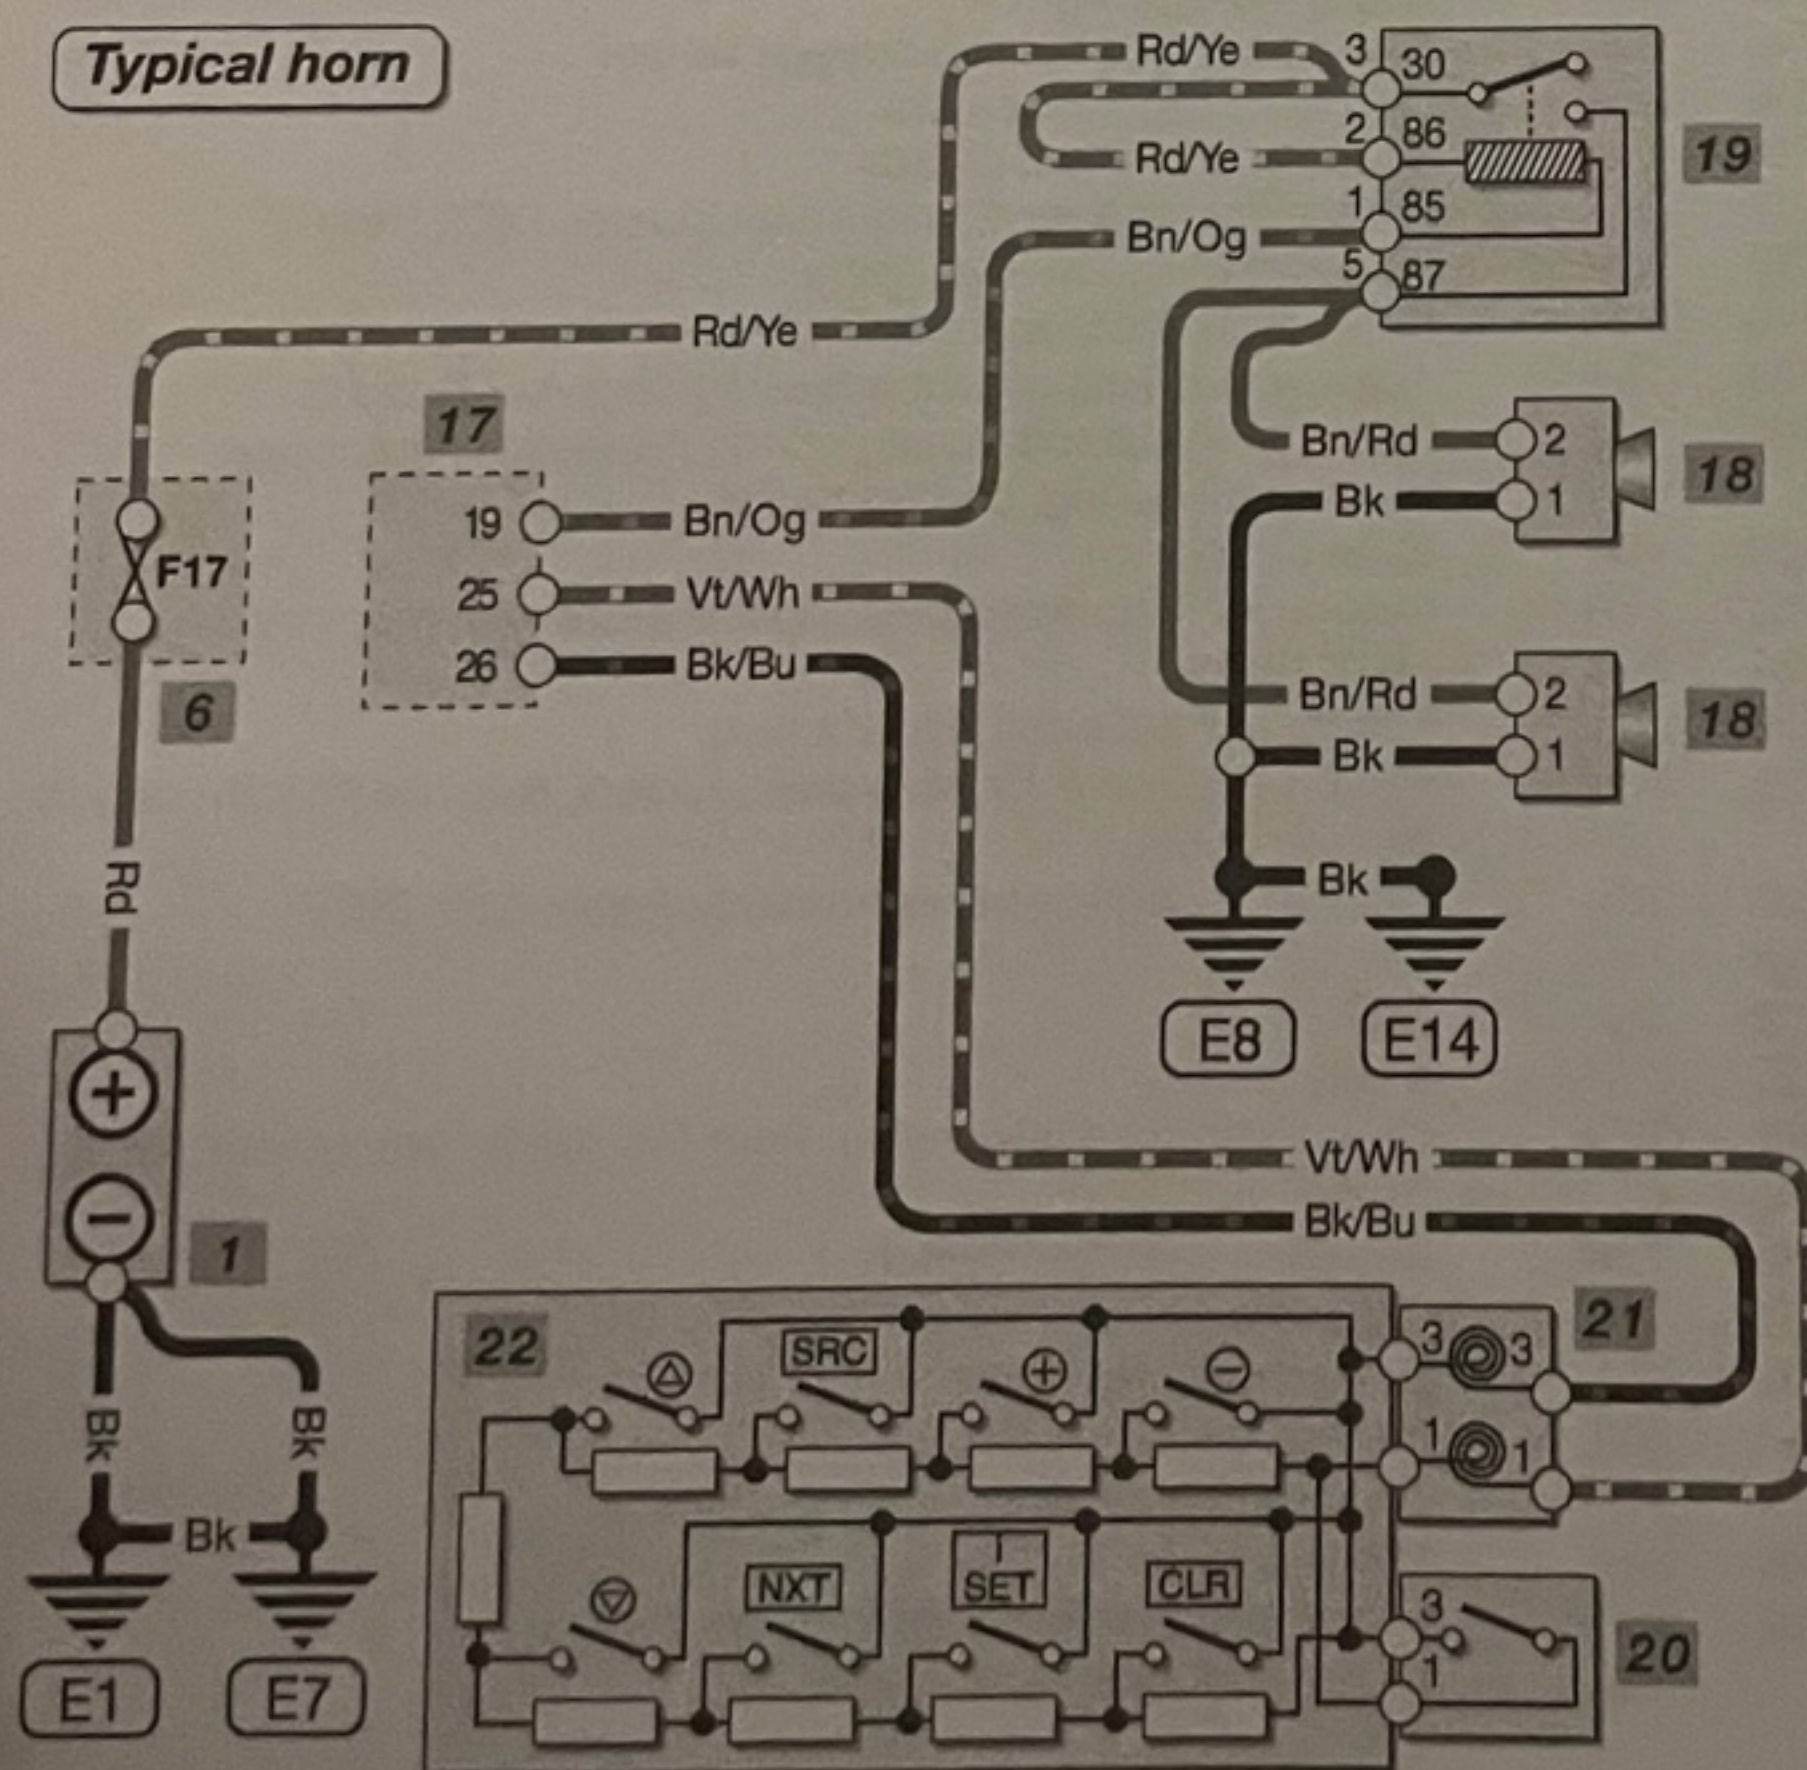 Typical horn
Rd/Ye
3 30
2 86
Rd/Ye
19
1 85
Bn/Og
5 87
Rd/Ye
17
Bn/Rd 2
18
Bk 1
19 Bn/Og
F17
25 Vt/Wh
26 Bk/Bu
6
Bn/Rd 2
18
Bk 1
Rd
Bk
E8 E14
+
Vt/Wh
−
Bk/Bu
1
22
SRC + −
3 3
21
1 1
Bk Bk
Bk
NXT SET CLR
3
20
1
E1 E7